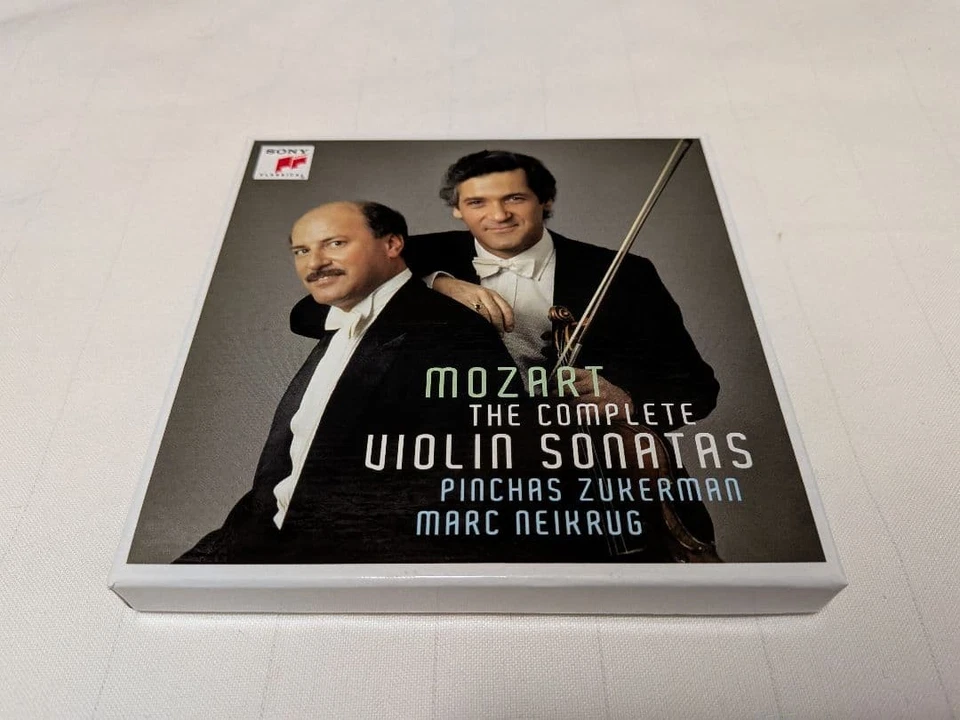 SONY
CLASSICAL
MOZART
THE COMPLETE
VIOLIN SONATAS
PINCHAS ZUKERMAN
MARC NEIKRUG